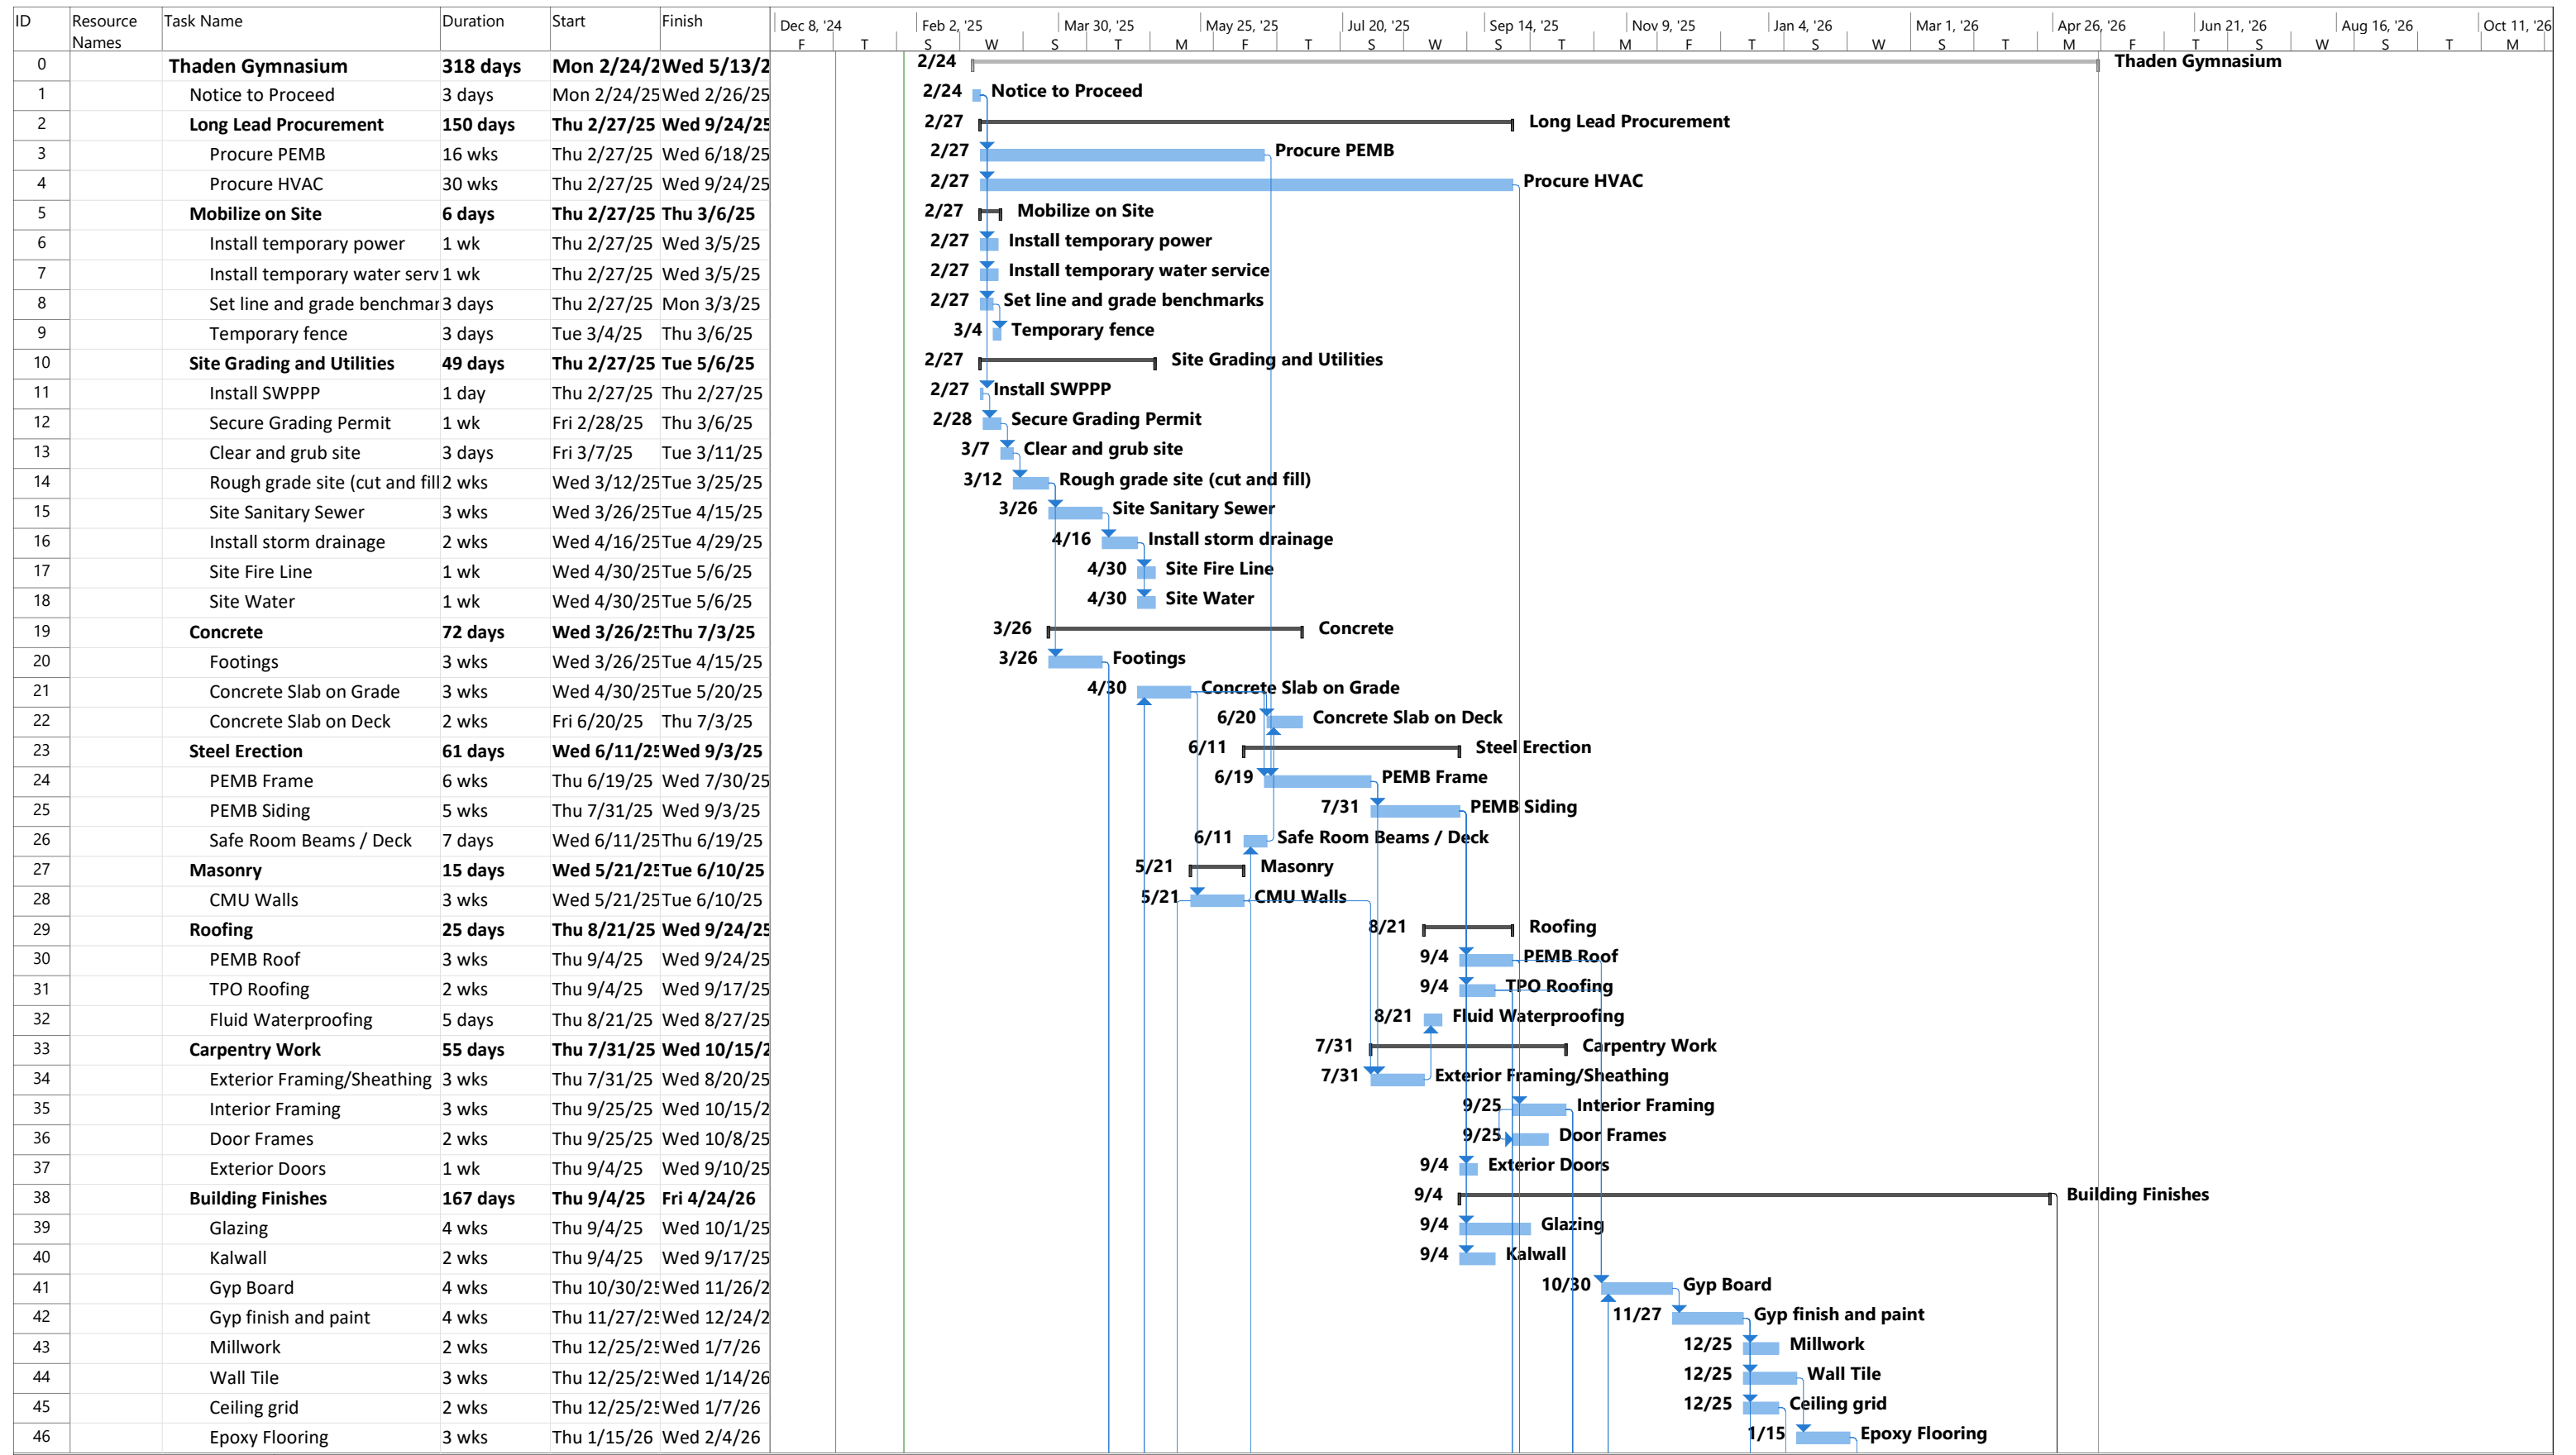 ID Resource Names Task Name Duration Start Finish Dec 8, '24 Feb 2, '25 Mar 30, '25 May 25, '25 Jul 20, '25 Sep 14, '25 Nov 9, '25 Jan 4, '26 Mar 1, '26 Apr 26, '26 Jun 21, '26 Aug 16, '26 Oct 11, '26
F T S W S T M F T S W S T M F T S W S T M F T S W S T M
0 Thaden Gymnasium 318 days Mon 2/24/2 Wed 5/13/2 2/24 Thaden Gymnasium
1 Notice to Proceed 3 days Mon 2/24/25 Wed 2/26/25 2/24 Notice to Proceed
2 Long Lead Procurement 150 days Thu 2/27/25 Wed 9/24/25 2/27 Long Lead Procurement
3 Procure PEMB 16 wks Thu 2/27/25 Wed 6/18/25 2/27 Procure PEMB
4 Procure HVAC 30 wks Thu 2/27/25 Wed 9/24/25 2/27 Procure HVAC
5 Mobilize on Site 6 days Thu 2/27/25 Thu 3/6/25 2/27 Mobilize on Site
6 Install temporary power 1 wk Thu 2/27/25 Wed 3/5/25 2/27 Install temporary power
7 Install temporary water serv 1 wk Thu 2/27/25 Wed 3/5/25 2/27 Install temporary water service
8 Set line and grade benchmar 3 days Thu 2/27/25 Mon 3/3/25 2/27 Set line and grade benchmarks
9 Temporary fence 3 days Tue 3/4/25 Thu 3/6/25 3/4 Temporary fence
10 Site Grading and Utilities 49 days Thu 2/27/25 Tue 5/6/25 2/27 Site Grading and Utilities
11 Install SWPPP 1 day Thu 2/27/25 Thu 2/27/25 2/27 Install SWPPP
12 Secure Grading Permit 1 wk Fri 2/28/25 Thu 3/6/25 2/28 Secure Grading Permit
13 Clear and grub site 3 days Fri 3/7/25 Tue 3/11/25 3/7 Clear and grub site
14 Rough grade site (cut and fill 2 wks Wed 3/12/25 Tue 3/25/25 3/12 Rough grade site (cut and fill)
15 Site Sanitary Sewer 3 wks Wed 3/26/25 Tue 4/15/25 3/26 Site Sanitary Sewer
16 Install storm drainage 2 wks Wed 4/16/25 Tue 4/29/25 4/16 Install storm drainage
17 Site Fire Line 1 wk Wed 4/30/25 Tue 5/6/25 4/30 Site Fire Line
18 Site Water 1 wk Wed 4/30/25 Tue 5/6/25 4/30 Site Water
19 Concrete 72 days Wed 3/26/25 Thu 7/3/25 3/26 Concrete
20 Footings 3 wks Wed 3/26/25 Tue 4/15/25 3/26 Footings
21 Concrete Slab on Grade 3 wks Wed 4/30/25 Tue 5/20/25 4/30 Concrete Slab on Grade
22 Concrete Slab on Deck 2 wks Fri 6/20/25 Thu 7/3/25 6/20 Concrete Slab on Deck
23 Steel Erection 61 days Wed 6/11/25 Wed 9/3/25 6/11 Steel Erection
24 PEMB Frame 6 wks Thu 6/19/25 Wed 7/30/25 6/19 PEMB Frame
25 PEMB Siding 5 wks Thu 7/31/25 Wed 9/3/25 7/31 PEMB Siding
26 Safe Room Beams / Deck 7 days Wed 6/11/25 Thu 6/19/25 6/11 Safe Room Beams / Deck
27 Masonry 15 days Wed 5/21/25 Tue 6/10/25 5/21 Masonry
28 CMU Walls 3 wks Wed 5/21/25 Tue 6/10/25 5/21 CMU Walls
29 Roofing 25 days Thu 8/21/25 Wed 9/24/25 8/21 Roofing
30 PEMB Roof 3 wks Thu 9/4/25 Wed 9/24/25 9/4 PEMB Roof
31 TPO Roofing 2 wks Thu 9/4/25 Wed 9/17/25 9/4 TPO Roofing
32 Fluid Waterproofing 5 days Thu 8/21/25 Wed 8/27/25 8/21 Fluid Waterproofing
33 Carpentry Work 55 days Thu 7/31/25 Wed 10/15/2 7/31 Carpentry Work
34 Exterior Framing/Sheathing 3 wks Thu 7/31/25 Wed 8/20/25 7/31 Exterior Framing/Sheathing
35 Interior Framing 3 wks Thu 9/25/25 Wed 10/15/2 9/25 Interior Framing
36 Door Frames 2 wks Thu 9/25/25 Wed 10/8/25 9/25 Door Frames
37 Exterior Doors 1 wk Thu 9/4/25 Wed 9/10/25 9/4 Exterior Doors
38 Building Finishes 167 days Thu 9/4/25 Fri 4/24/26 9/4 Building Finishes
39 Glazing 4 wks Thu 9/4/25 Wed 10/1/25 9/4 Glazing
40 Kalwall 2 wks Thu 9/4/25 Wed 9/17/25 9/4 Kalwall
41 Gyp Board 4 wks Thu 10/30/25 Wed 11/26/2 10/30 Gyp Board
42 Gyp finish and paint 4 wks Thu 11/27/25 Wed 12/24/2 11/27 Gyp finish and paint
43 Millwork 2 wks Thu 12/25/25 Wed 1/7/26 12/25 Millwork
44 Wall Tile 3 wks Thu 12/25/25 Wed 1/14/26 12/25 Wall Tile
45 Ceiling grid 2 wks Thu 12/25/25 Wed 1/7/26 12/25 Ceiling grid
46 Epoxy Flooring 3 wks Thu 1/15/26 Wed 2/4/26 1/15 Epoxy Flooring